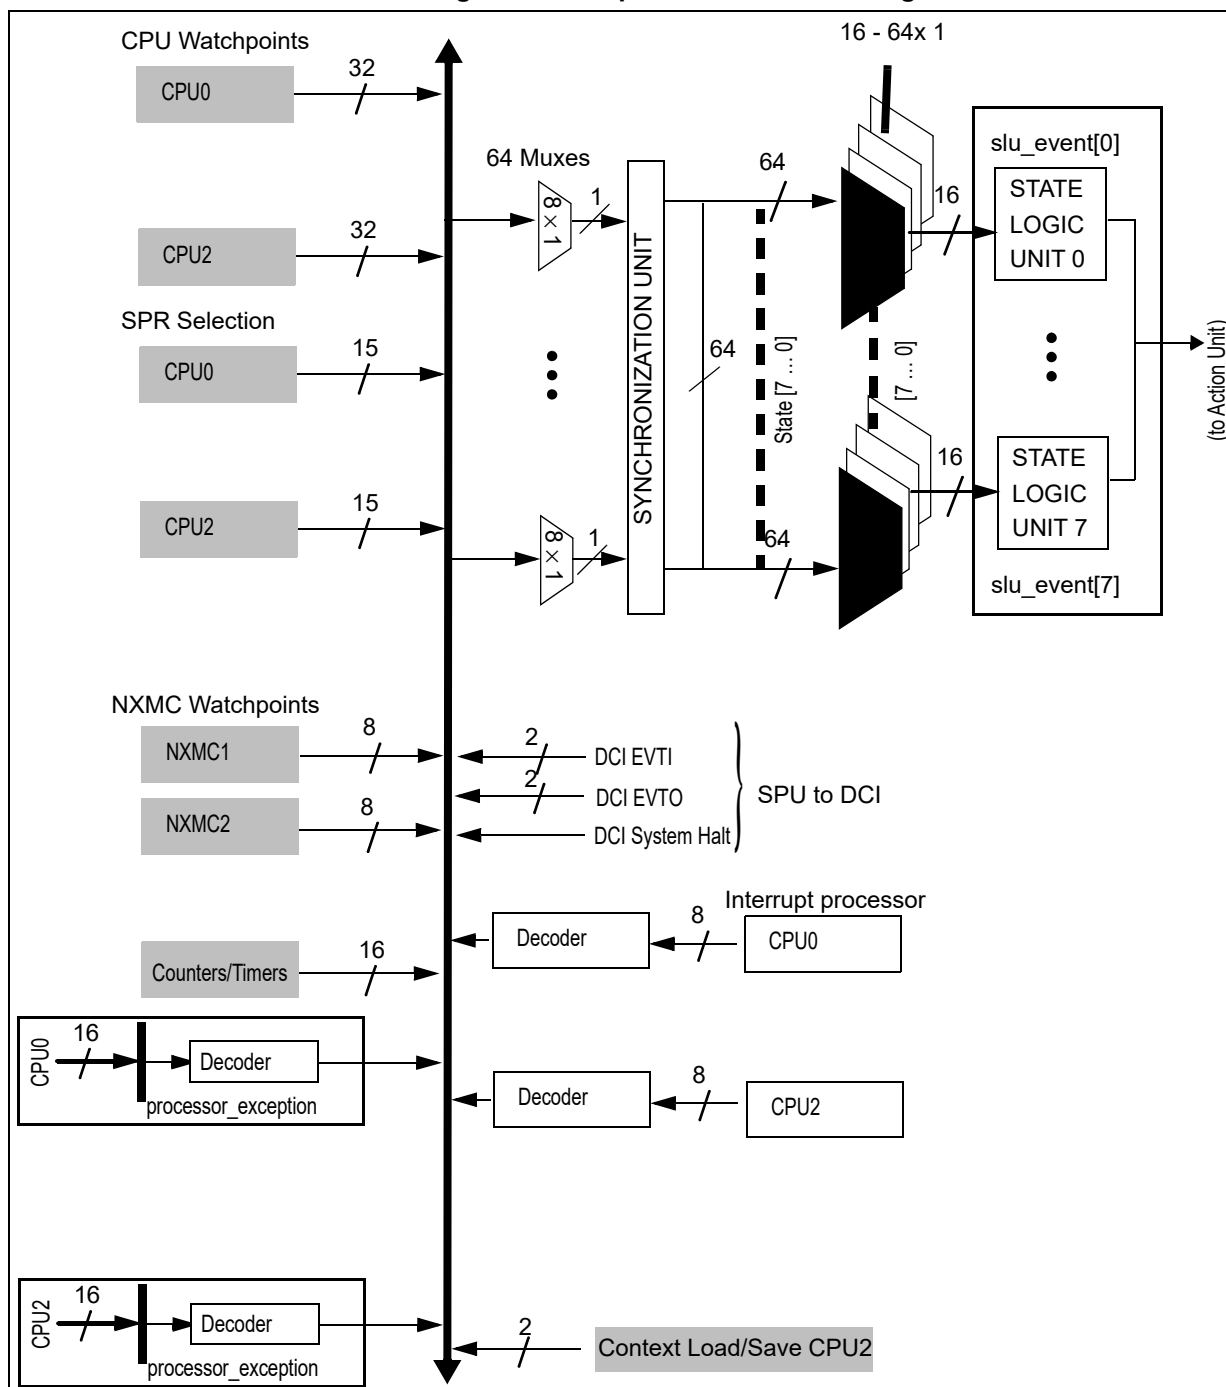 CPU Watchpoints
16 - 64x 1
CPU0
32
slu_event[0]
64 Muxes
64
8 × 1
1
16
STATE
LOGIC
UNIT 0
CPU2
32
SYNCHRONIZATION UNIT
SPR Selection
CPU0
15
64
State [7 ... 0]
[7 ... 0]
(to Action Unit)
CPU2
15
8 × 1
1
64
16
STATE
LOGIC
UNIT 7
slu_event[7]
NXMC Watchpoints
NXMC1
8
2
DCI EVTI
2
DCI EVTO
SPU to DCI
NXMC2
8
DCI System Halt
Interrupt processor
Decoder
8
CPU0
Counters/Timers
16
CPU0
16
Decoder
processor_exception
Decoder
8
CPU2
CPU2
16
Decoder
processor_exception
2
Context Load/Save CPU2